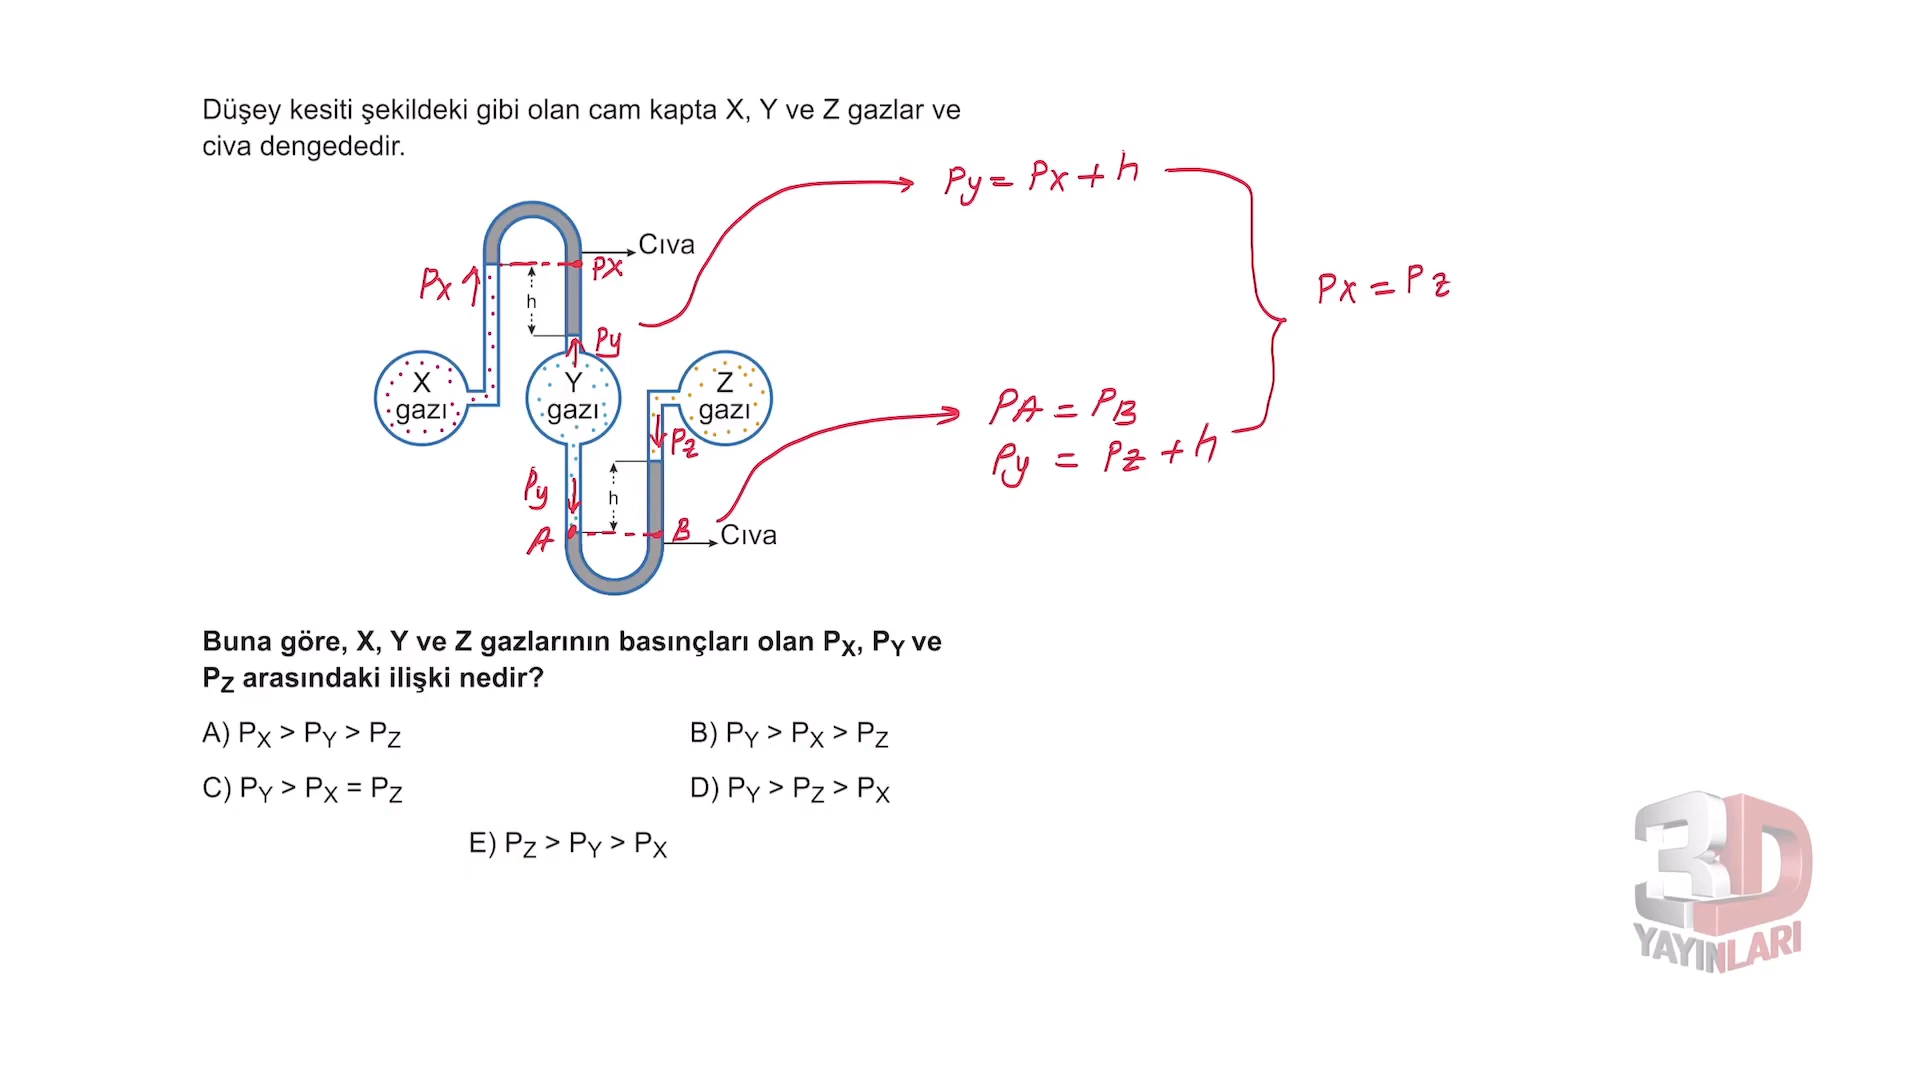 Düşey kesiti şekildeki gibi olan cam kapta X, Y ve Z gazlar ve
civa dengededir.
Py = Px + h
Cıva
Px
Px
h
Px = Pz
Py
X
gazı
Y
gazı
Z
gazı
PA = PB
Pz
Py = Pz + h
Py
h
A
B
Cıva
Buna göre, X, Y ve Z gazlarının basınçları olan PX, PY ve
PZ arasındaki ilişki nedir?
A) PX > PY > PZ
B) PY > PX > PZ
C) PY > PX = PZ
D) PY > PZ > PX
E) PZ > PY > PX
3D
YAYINLARI